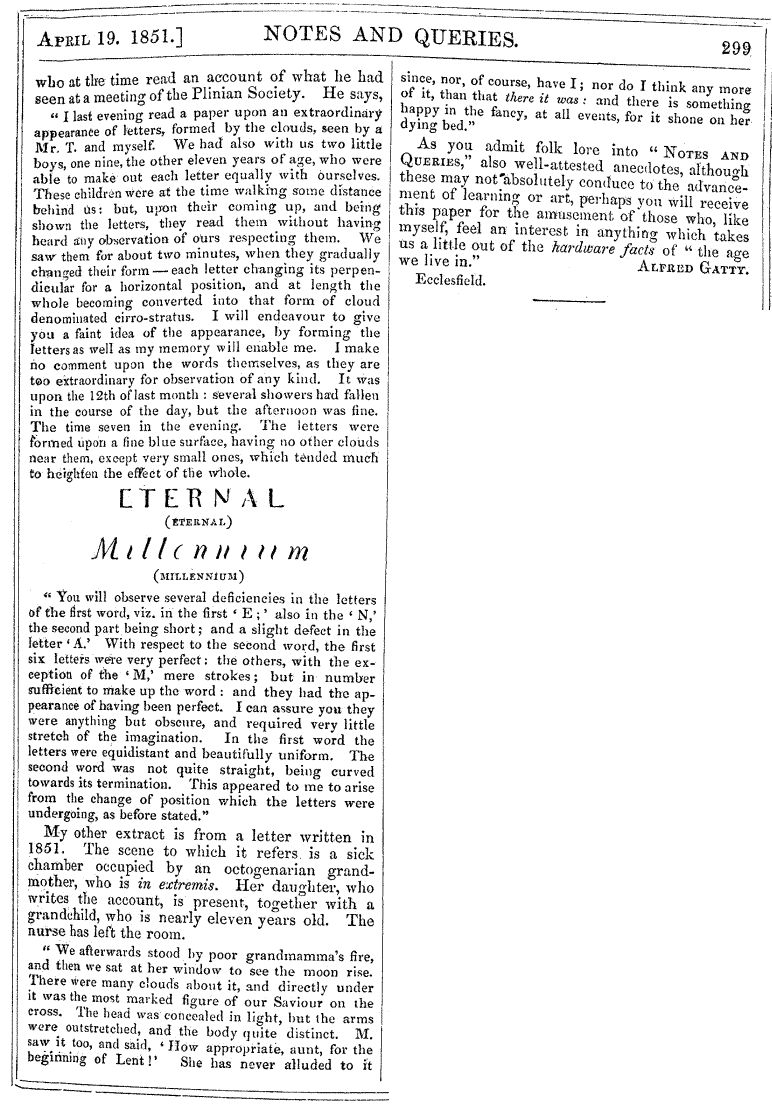 APRIL 19. 1851.]
NOTES AND QUERIES.
299
who at the time read an account of what he had
seen at a meeting of the Plinian Society. He says,
“ I last evening read a paper upon an extraordinary
appearance of letters, formed by the clouds, seen by a
Mr. T. and myself. We had also with us two little
boys, one nine, the other eleven years of age, who were
able to make out each letter equally with ourselves.
These children were at the time walking some distance
behind us: but, upon their coming up, and being
shown the letters, they read them without having
heard any observation of ours respecting them. We
saw them for about two minutes, when they gradually
changed their form — each letter changing its perpen-
dicular for a horizontal position, and at length the
whole becoming converted into that form of cloud
denominated cirro-stratus. I will endeavour to give
you a faint idea of the appearance, by forming the
letters as well as my memory will enable me. I make
no comment upon the words themselves, as they are
too extraordinary for observation of any kind. It was
upon the 12th of last month : several showers had fallen
in the course of the day, but the afternoon was fine.
The time seven in the evening. The letters were
formed upon a fine blue surface, having no other clouds
near them, except very small ones, which tended much
to heighten the effect of the whole.
ETERNAL
(ETERNAL)
Millennium
(MILLENNIUM)
“ You will observe several deficiencies in the letters
of the first word, viz. in the first ‘ E ;’ also in the ‘ N,’
the second part being short; and a slight defect in the
letter ‘ A.’ With respect to the second word, the first
six letters were very perfect: the others, with the ex-
ception of the ‘ M,’ mere strokes; but in number
sufficient to make up the word : and they had the ap-
pearance of having been perfect. I can assure you they
were anything but obscure, and required very little
stretch of the imagination. In the first word the
letters were equidistant and beautifully uniform. The
second word was not quite straight, being curved
towards its termination. This appeared to me to arise
from the change of position which the letters were
undergoing, as before stated.”
My other extract is from a letter written in
1851. The scene to which it refers is a sick
chamber occupied by an octogenarian grand-
mother, who is in extremis. Her daughter, who
writes the account, is present, together with a
grandchild, who is nearly eleven years old. The
nurse has left the room.
“ We afterwards stood by poor grandmamma's fire,
and then we sat at her window to see the moon rise.
There were many clouds about it, and directly under
it was the most marked figure of our Saviour on the
cross. The head was concealed in light, but the arms
were outstretched, and the body quite distinct. M.
saw it too, and said, ‘ How appropriate, aunt, for the
beginning of Lent!’ She has never alluded to it
since, nor, of course, have I; nor do I think any more
of it, than that there it was: and there is something
happy in the fancy, at all events, for it shone on her
dying bed.”
As you admit folk lore into “ NOTES AND
QUERIES,” also well-attested anecdotes, although
these may not absolutely conduce to the advance-
ment of learning or art, perhaps you will receive
this paper for the amusement of those who, like
myself, feel an interest in anything which takes
us a little out of the hardware facts of “ the age
we live in.”
ALFRED GATTY.
Ecclesfield.